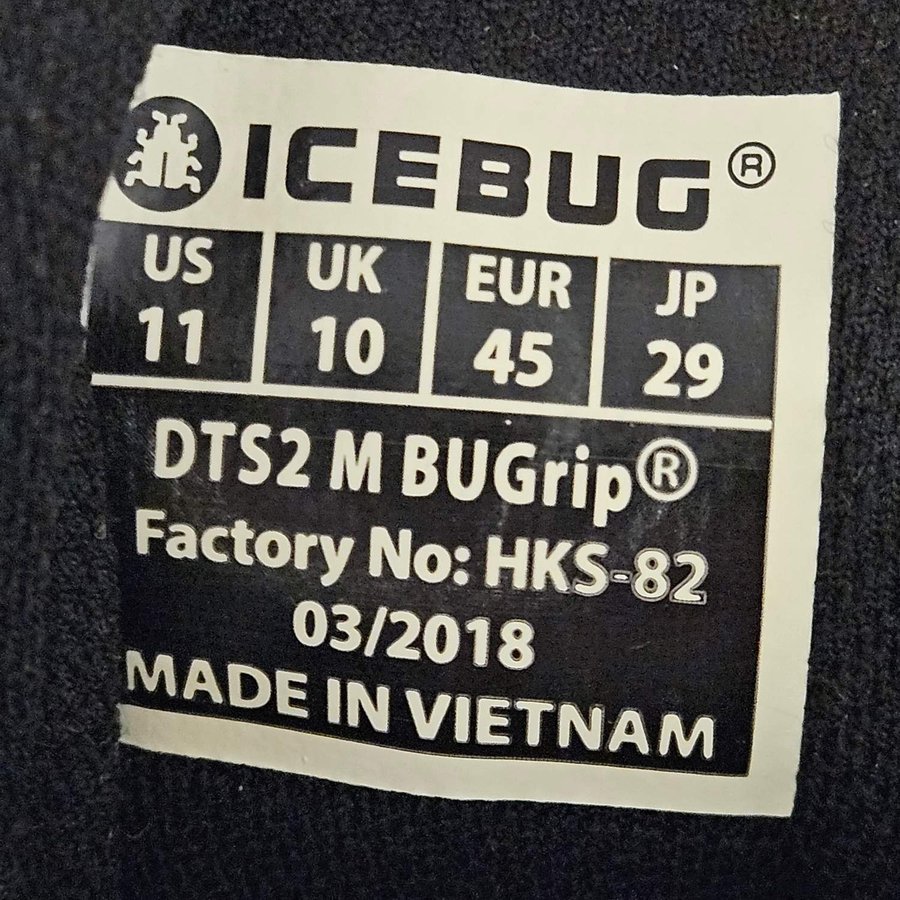 ICEBUG®
US UK EUR JP
11 10 45 29
DTS2 M BUGrip®
Factory No: HKS-82
03/2018
MADE IN VIETNAM